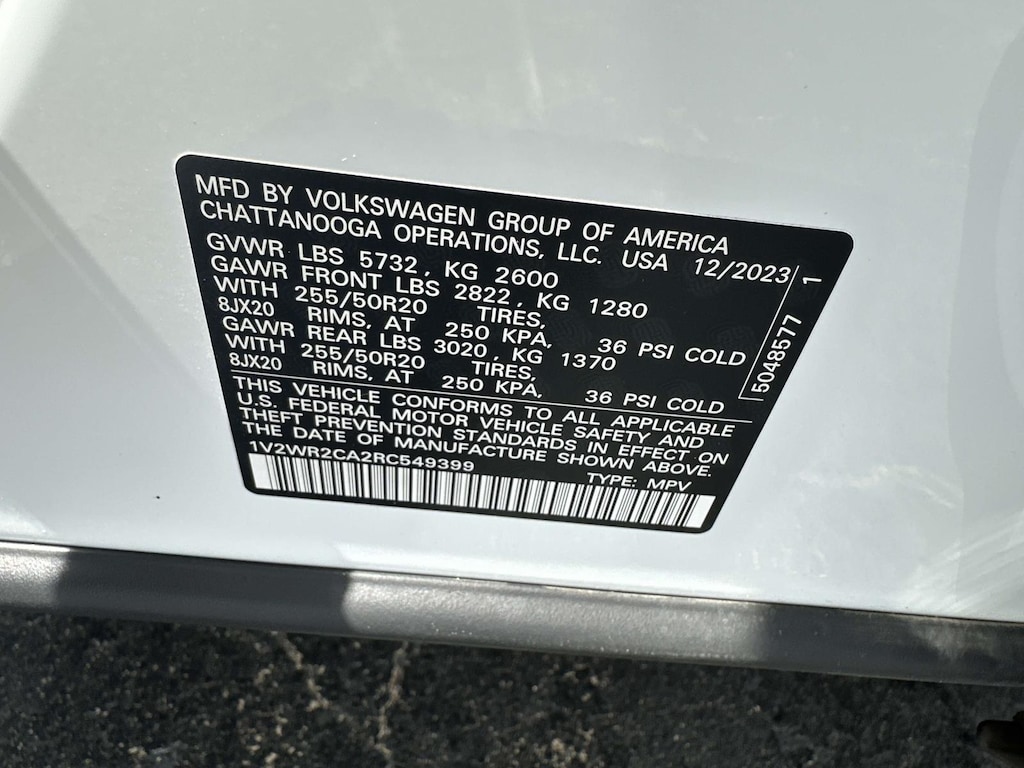 MFD BY VOLKSWAGEN GROUP OF AMERICA
CHATTANOOGA OPERATIONS, LLC. USA 12/2023
GVWR LBS 5732, KG 2600
GAWR FRONT LBS 2822, KG 1280
WITH 255/50R20 TIRES,
8JX20 RIMS, AT 250 KPA, 36 PSI COLD
GAWR REAR LBS 3020, KG 1370
WITH 255/50R20 TIRES,
8JX20 RIMS, AT 250 KPA, 36 PSI COLD
5048577 1
THIS VEHICLE CONFORMS TO ALL APPLICABLE
U.S. FEDERAL MOTOR VEHICLE SAFETY AND
THEFT PREVENTION STANDARDS IN EFFECT ON
THE DATE OF MANUFACTURE SHOWN ABOVE.
1V2WR2CA2RC549399 TYPE: MPV